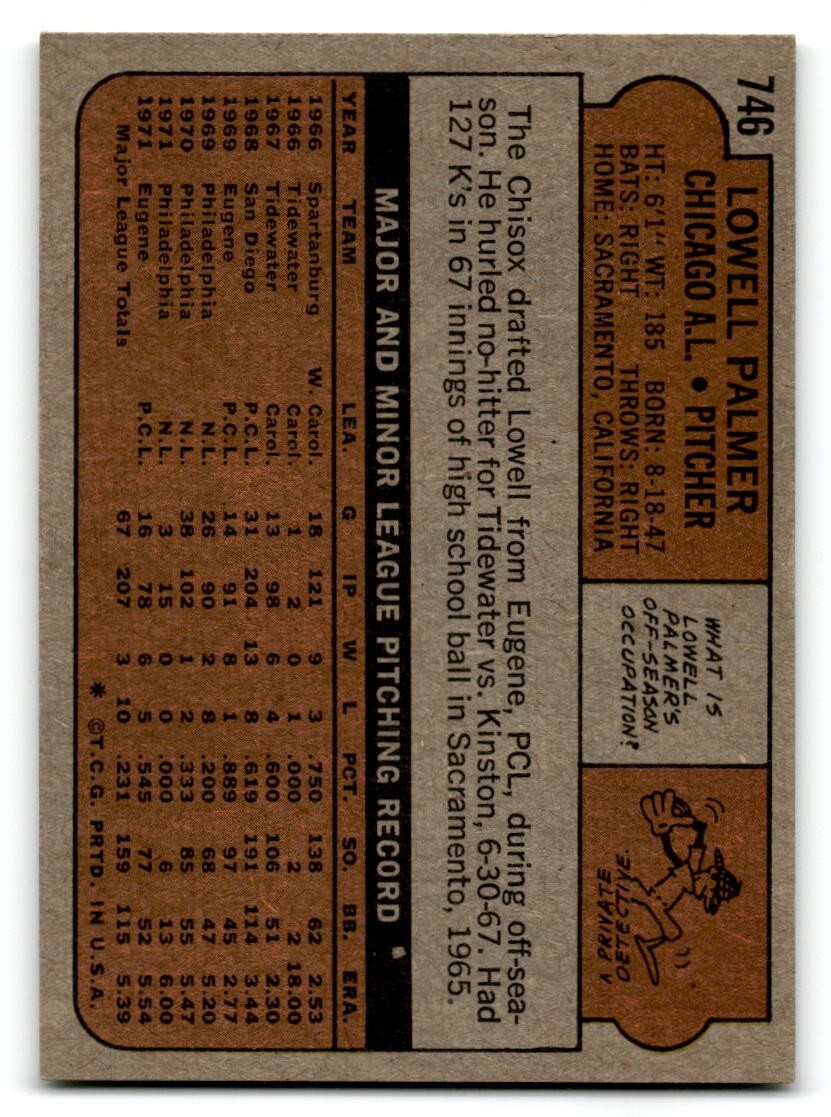 746
LOWELL PALMER
CHICAGO A.L. • PITCHER
HT: 6'1" WT: 185 BORN: 8-18-47
BATS: RIGHT THROWS: RIGHT
HOME: SACRAMENTO, CALIFORNIA
WHAT IS
LOWELL
PALMER'S
OFF-SEASON
OCCUPATION?
A PRIVATE
DETECTIVE.
The Chisox drafted Lowell from Eugene, PCL, during off-sea-
son. He hurled no-hitter for Tidewater vs. Kinston, 6-30-67. Had
127 K's in 67 innings of high school ball in Sacramento, 1965.
MAJOR AND MINOR LEAGUE PITCHING RECORD
YEAR TEAM LEA. G IP W L PCT. SO. BB. ERA.
1966 Spartanburg W. Carol. 18 121 9 3 .750 138 62 2.53
1966 Tidewater Carol. 1 2 0 1 .000 2 2 18.00
1967 Tidewater Carol. 13 98 6 4 .600 106 51 2.30
1968 San Diego P.C.L. 31 204 13 8 .619 191 114 3.44
1969 Eugene P.C.L. 14 91 8 1 .889 97 45 2.77
1969 Philadelphia N.L. 26 90 2 8 .200 68 47 5.20
1970 Philadelphia N.L. 38 102 1 2 .333 85 55 5.47
1971 Philadelphia N.L. 3 15 0 0 .000 6 13 6.00
1971 Eugene P.C.L. 16 78 6 5 .545 77 52 5.54
Major League Totals 67 207 3 10 .231 159 115 5.39
* ©T.C.G. PRTD. IN U.S.A.